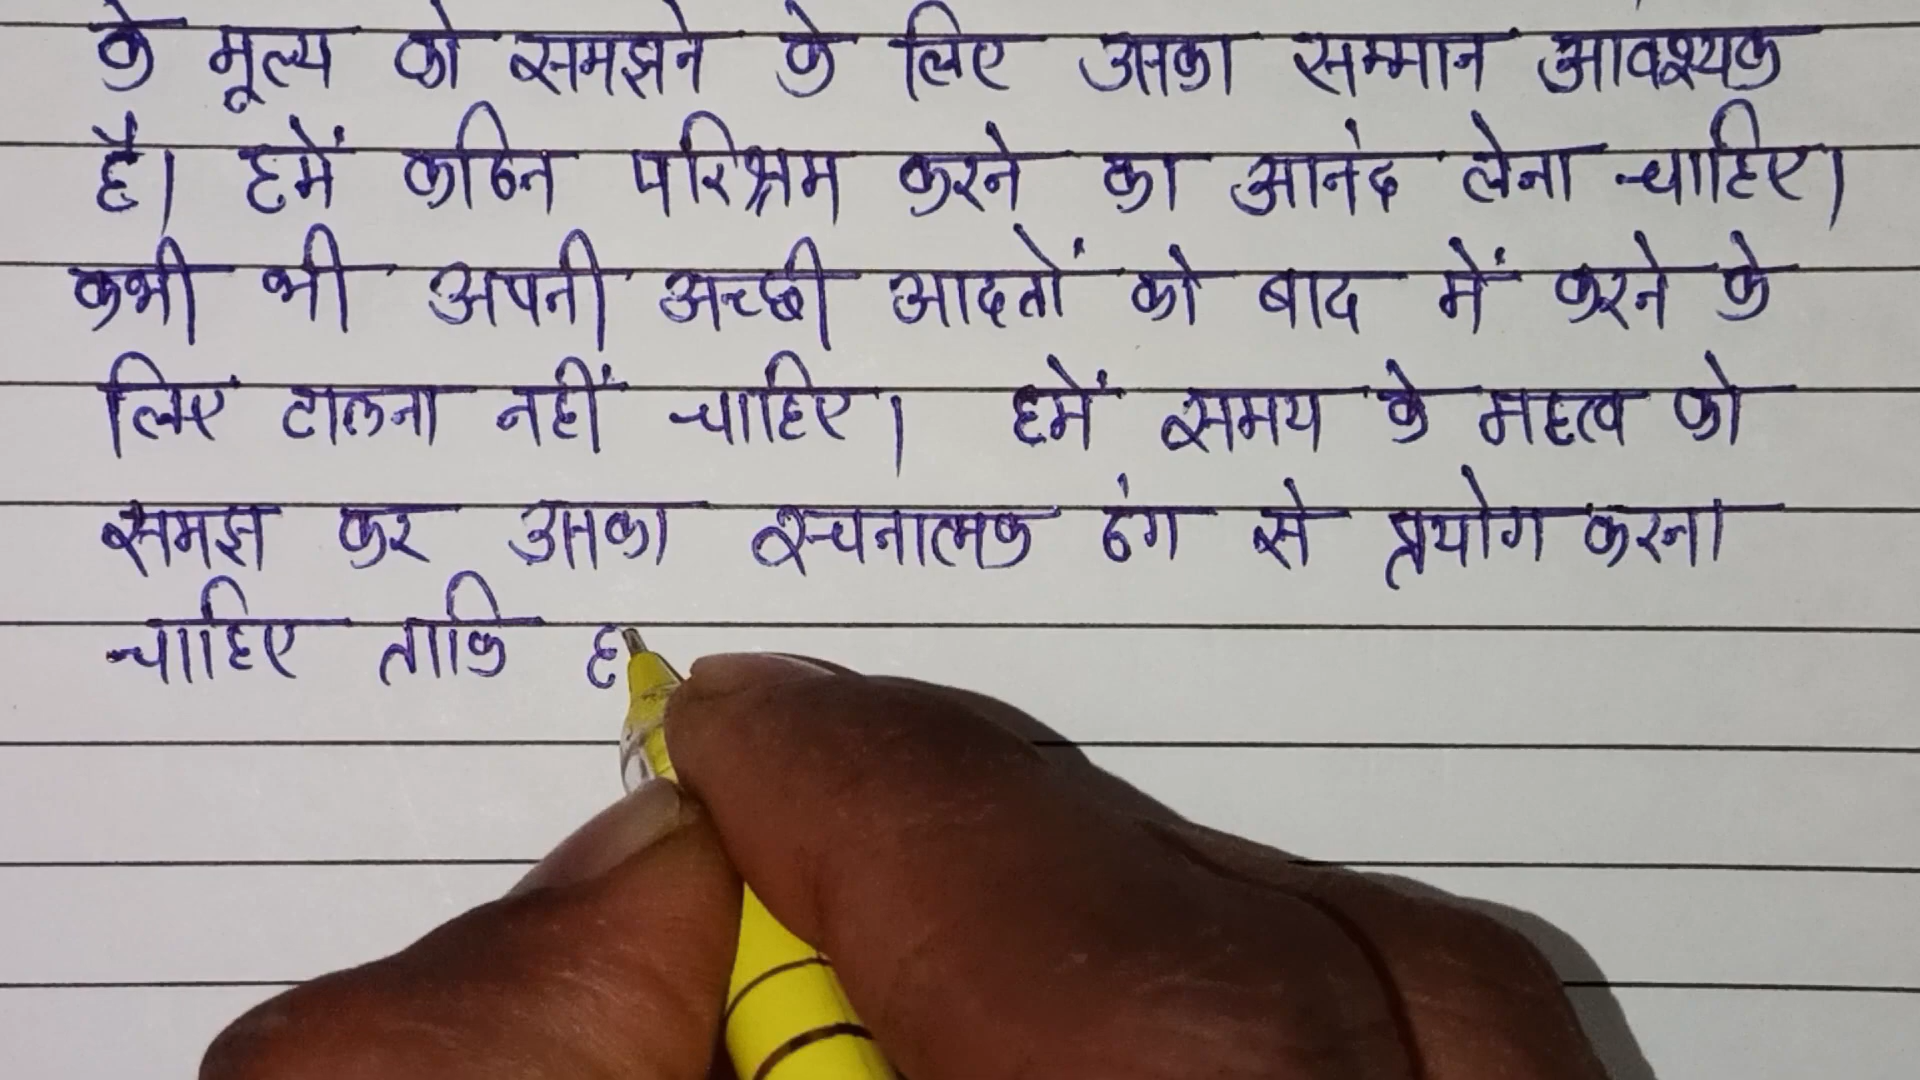 के मूल्य को समझने के लिए उसका सम्मान आवश्यक
है। हमें कठिन परिश्रम करने का आनंद लेना चाहिए।
कभी भी अपनी अच्छी आदतों को बाद में करने के
लिए टालना नहीं चाहिए। हमें समय के महत्व को
समझ कर उसका रचनात्मक ढंग से प्रयोग करना
चाहिए ताकि ह